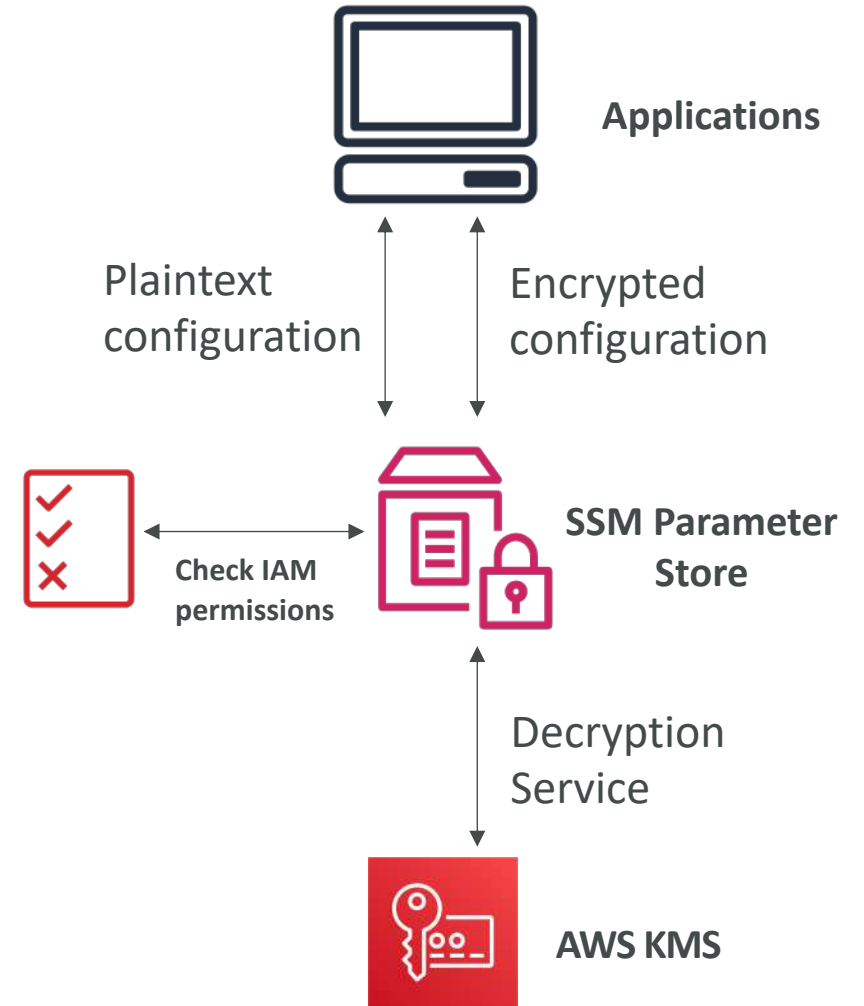 Applications
Plaintext
configuration
Encrypted
configuration
Check IAM
permissions
SSM Parameter
Store
Decryption
Service
AWS KMS